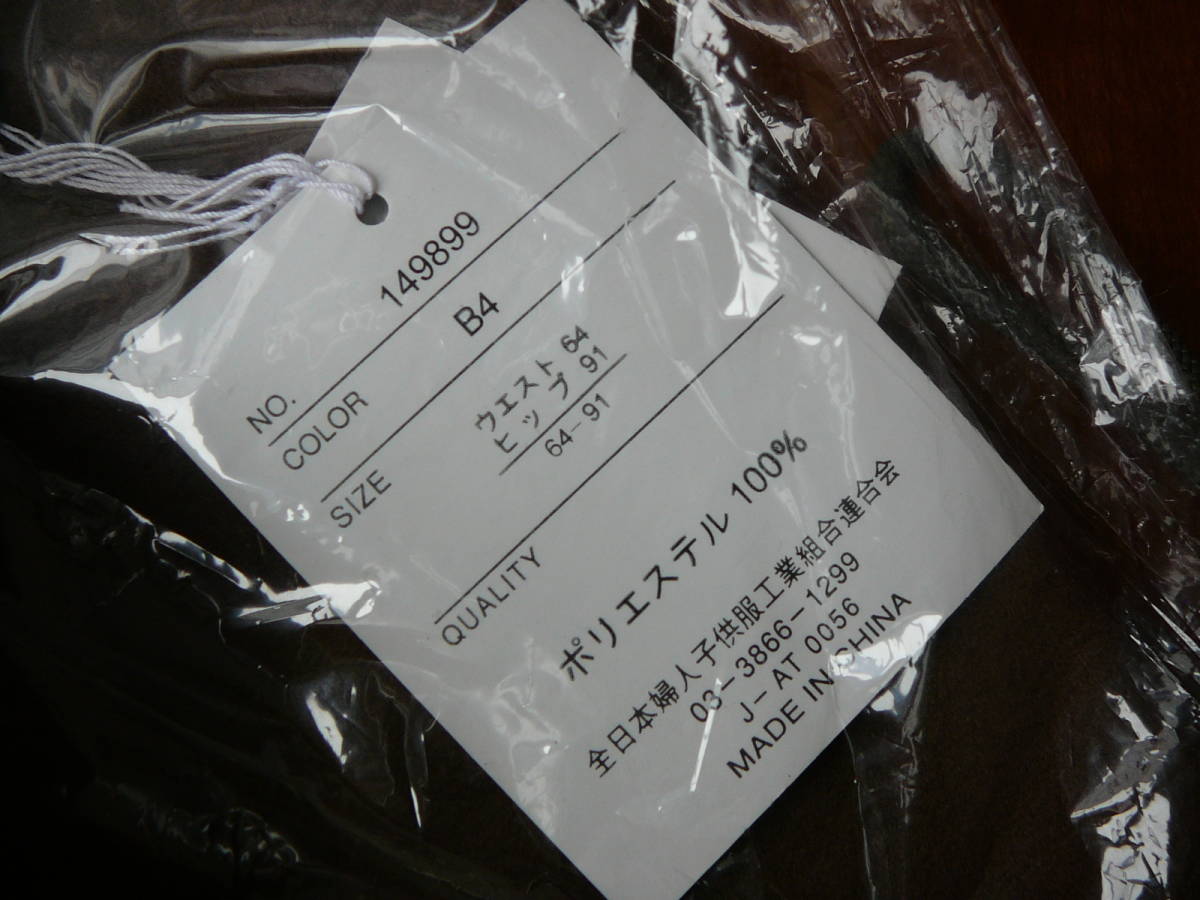 NO. 149899
COLOR B4
SIZE
ウエスト 64
ヒップ 91
64-91
QUALITY
ポリエステル 100%
全日本婦人子供服工業組合連合会
03-3866-1299
J-AT 0056
MADE IN CHINA